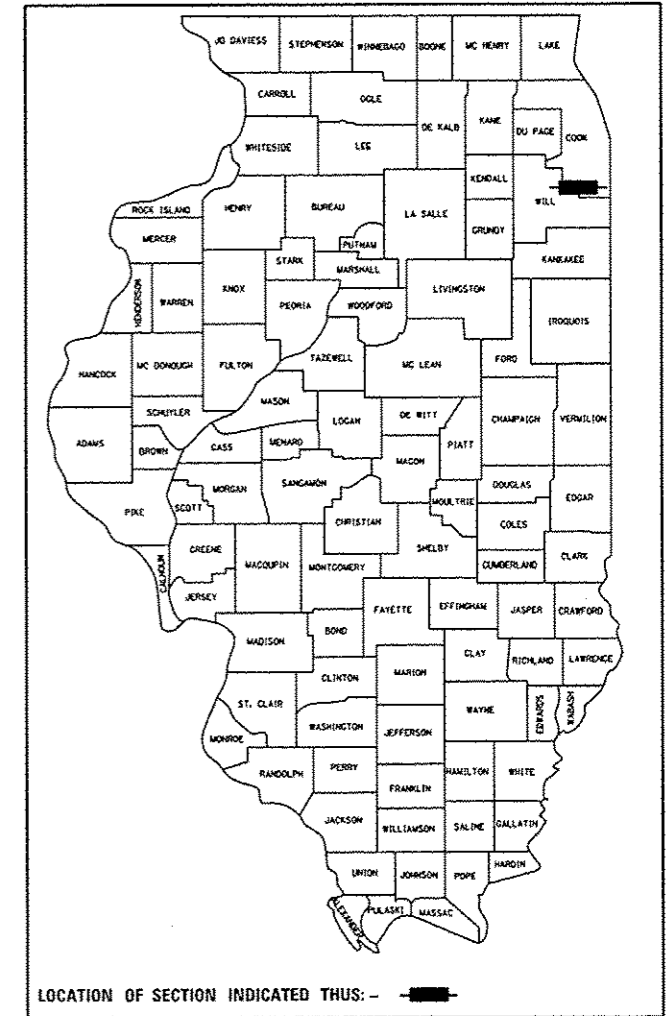 JO DAVIESS STEPHENSON WINNEBAGO BOONE MC HENRY LAKE
CARROLL OGLE DE KALB KANE DU PAGE COOK
WHITESIDE LEE KENDALL WILL
ROCK ISLAND HENRY BUREAU LA SALLE GRUNDY
MERCER PUTNAM KANKAKEE
STARK MARSHALL
HENDERSON WARREN KNOX PEORIA WOODFORD LIVINGSTON IROQUOIS
HANCOCK MC DONOUGH FULTON TAZEWELL MC LEAN FORD
SCHUYLER MASON LOGAN DE WITT CHAMPAIGN VERMILION
ADAMS BROWN CASS MENARD MACON PIATT
PIKE SCOTT MORGAN SANGAMON CHRISTIAN MOULTRIE DOUGLAS EDGAR
COLES
CALHOUN GREENE MACOUPIN MONTGOMERY SHELBY CUMBERLAND CLARK
JERSEY FAYETTE EFFINGHAM JASPER CRAWFORD
MADISON BOND CLAY RICHLAND LAWRENCE
CLINTON MARION
ST. CLAIR WASHINGTON JEFFERSON WAYNE EDWARDS WABASH
MONROE
RANDOLPH PERRY FRANKLIN HAMILTON WHITE
JACKSON WILLIAMSON SALINE GALLATIN
UNION JOHNSON POPE HARDIN
ALEXANDER PULASKI MASSAC
LOCATION OF SECTION INDICATED THUS: -